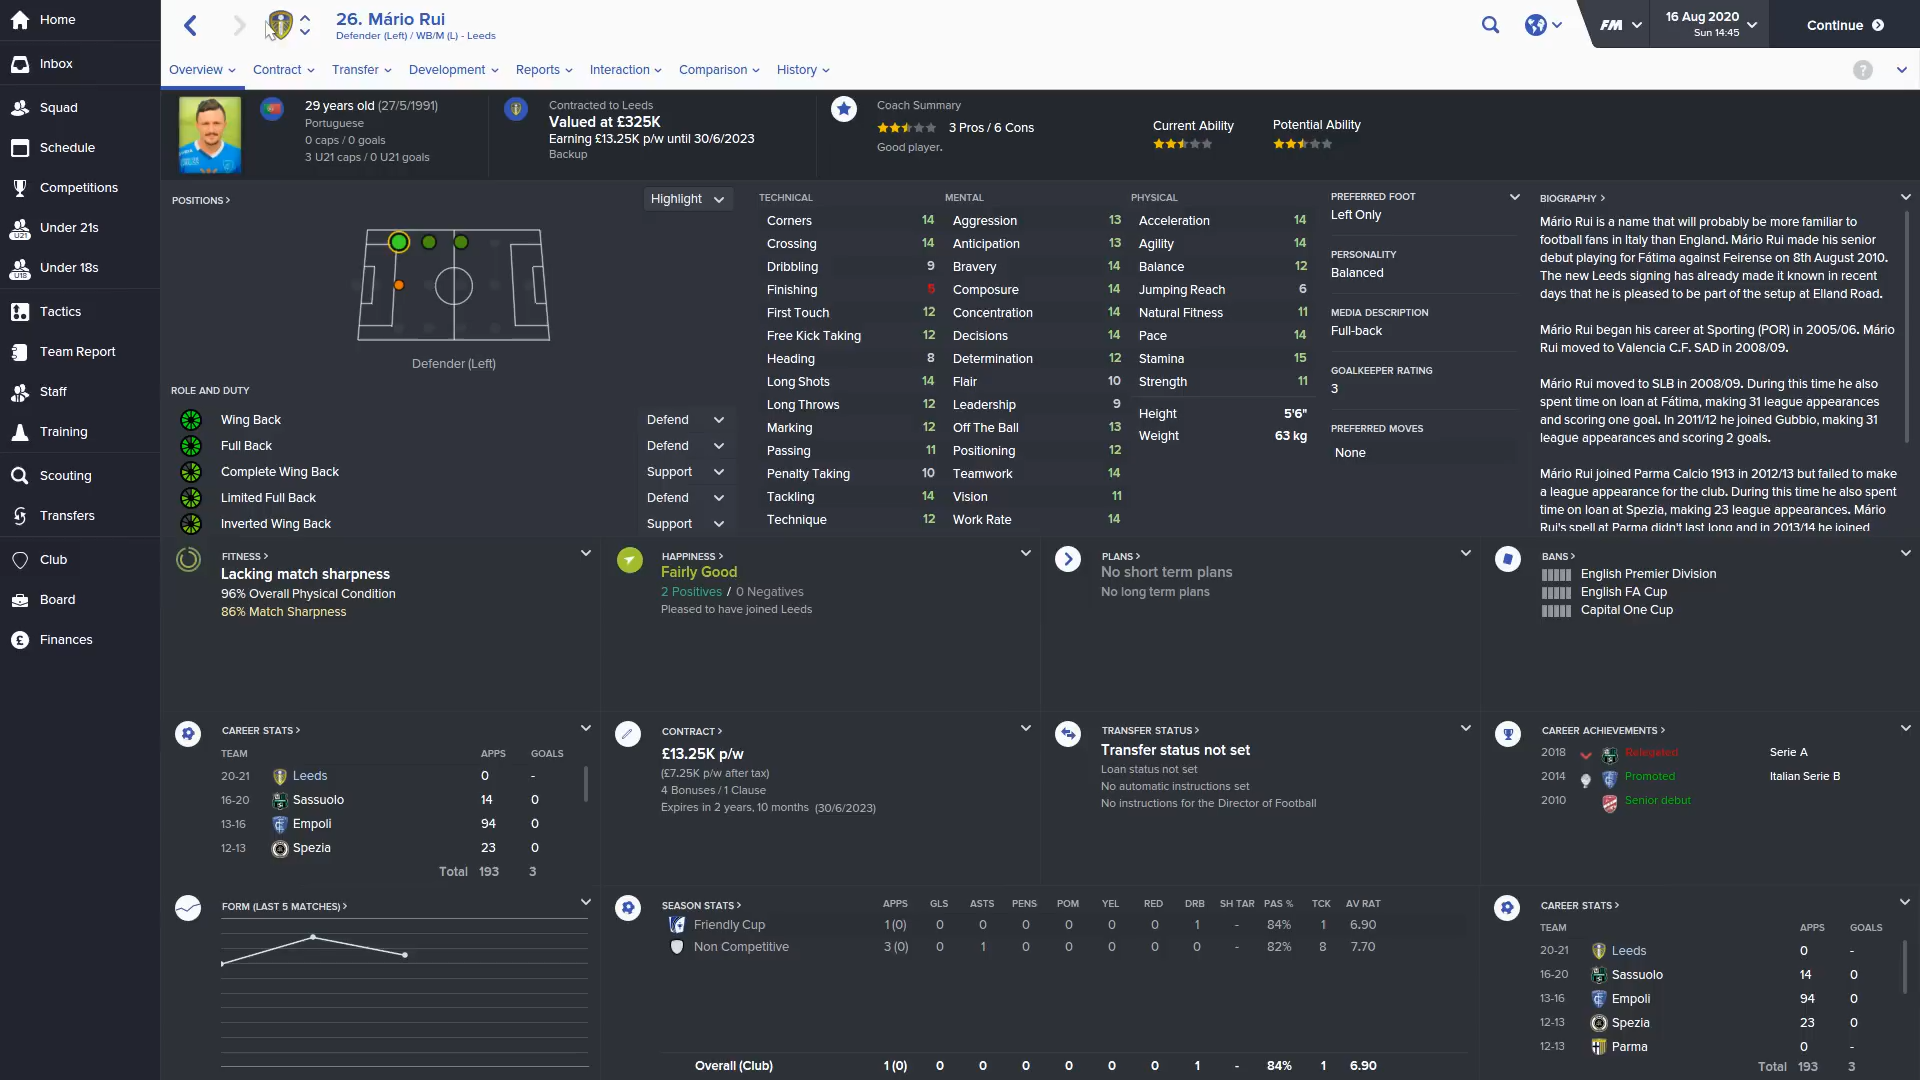 Home
Inbox
Squad
Schedule
Competitions
Under 21s
U21
Under 18s
U18
Tactics
Team Report
Staff
Training
Scouting
Transfers
Club
Board
Finances
26. Mário Rui
Defender (Left) / WB/M (L) - Leeds
FM
16 Aug 2020
Sun 14:45
Continue
Overview
Contract
Transfer
Development
Reports
Interaction
Comparison
History
?
29 years old (27/5/1991)
Portuguese
0 caps / 0 goals
3 U21 caps / 0 U21 goals
Contracted to Leeds
Valued at £325K
Earning £13.25K p/w until 30/6/2023
Backup
Coach Summary
3 Pros / 6 Cons
Good player.
Current Ability
Potential Ability
POSITIONS >
Highlight
Defender (Left)
ROLE AND DUTY
Wing Back Defend
Full Back Defend
Complete Wing Back Support
Limited Full Back Defend
Inverted Wing Back Support
TECHNICAL
Corners 14
Crossing 14
Dribbling 9
Finishing 5
First Touch 12
Free Kick Taking 12
Heading 8
Long Shots 14
Long Throws 12
Marking 12
Passing 11
Penalty Taking 10
Tackling 14
Technique 12
MENTAL
Aggression 13
Anticipation 13
Bravery 14
Composure 14
Concentration 14
Decisions 14
Determination 12
Flair 10
Leadership 9
Off The Ball 13
Positioning 12
Teamwork 14
Vision 11
Work Rate 14
PHYSICAL
Acceleration 14
Agility 14
Balance 12
Jumping Reach 6
Natural Fitness 11
Pace 14
Stamina 15
Strength 11
Height 5'6"
Weight 63 kg
PREFERRED FOOT
Left Only
PERSONALITY
Balanced
MEDIA DESCRIPTION
Full-back
GOALKEEPER RATING
3
PREFERRED MOVES
None
BIOGRAPHY >
Mário Rui is a name that will probably be more familiar to
football fans in Italy than England. Mário Rui made his senior
debut playing for Fátima against Feirense on 8th August 2010.
The new Leeds signing has already made it known in recent
days that he is pleased to be part of the setup at Elland Road.
Mário Rui began his career at Sporting (POR) in 2005/06. Mário
Rui moved to Valencia C.F. SAD in 2008/09.
Mário Rui moved to SLB in 2008/09. During this time he also
spent time on loan at Fátima, making 31 league appearances
and scoring one goal. In 2011/12 he joined Gubbio, making 31
league appearances and scoring 2 goals.
Mário Rui joined Parma Calcio 1913 in 2012/13 but failed to make
a league appearance for the club. During this time he also spent
time on loan at Spezia, making 23 league appearances. Mário
Rui's spell at Parma didn't last long and in 2013/14 he joined
FITNESS >
Lacking match sharpness
96% Overall Physical Condition
86% Match Sharpness
HAPPINESS >
Fairly Good
2 Positives / 0 Negatives
Pleased to have joined Leeds
PLANS >
No short term plans
No long term plans
BANS >
English Premier Division
English FA Cup
Capital One Cup
CAREER STATS >
TEAM APPS GOALS
20-21 Leeds 0 -
16-20 Sassuolo 14 0
13-16 Empoli 94 0
12-13 Spezia 23 0
Total 193 3
CONTRACT >
£13.25K p/w
(£7.25K p/w after tax)
4 Bonuses / 1 Clause
Expires in 2 years, 10 months (30/6/2023)
TRANSFER STATUS >
Transfer status not set
Loan status not set
No automatic instructions set
No instructions for the Director of Football
CAREER ACHIEVEMENTS >
2018 Relegated Serie A
2014 Promoted Italian Serie B
2010 Senior debut
FORM (LAST 5 MATCHES) >
SEASON STATS > APPS GLS ASTS PENS POM YEL RED DRB SH TAR PAS % TCK AV RAT
Friendly Cup 1 (0) 0 0 0 0 0 0 1 - 84% 1 6.90
Non Competitive 3 (0) 0 1 0 0 0 0 0 - 82% 8 7.70
Overall (Club) 1 (0) 0 0 0 0 0 0 1 - 84% 1 6.90
CAREER STATS >
TEAM APPS GOALS
20-21 Leeds 0 -
16-20 Sassuolo 14 0
13-16 Empoli 94 0
12-13 Spezia 23 0
12-13 Parma 0 -
Total 193 3